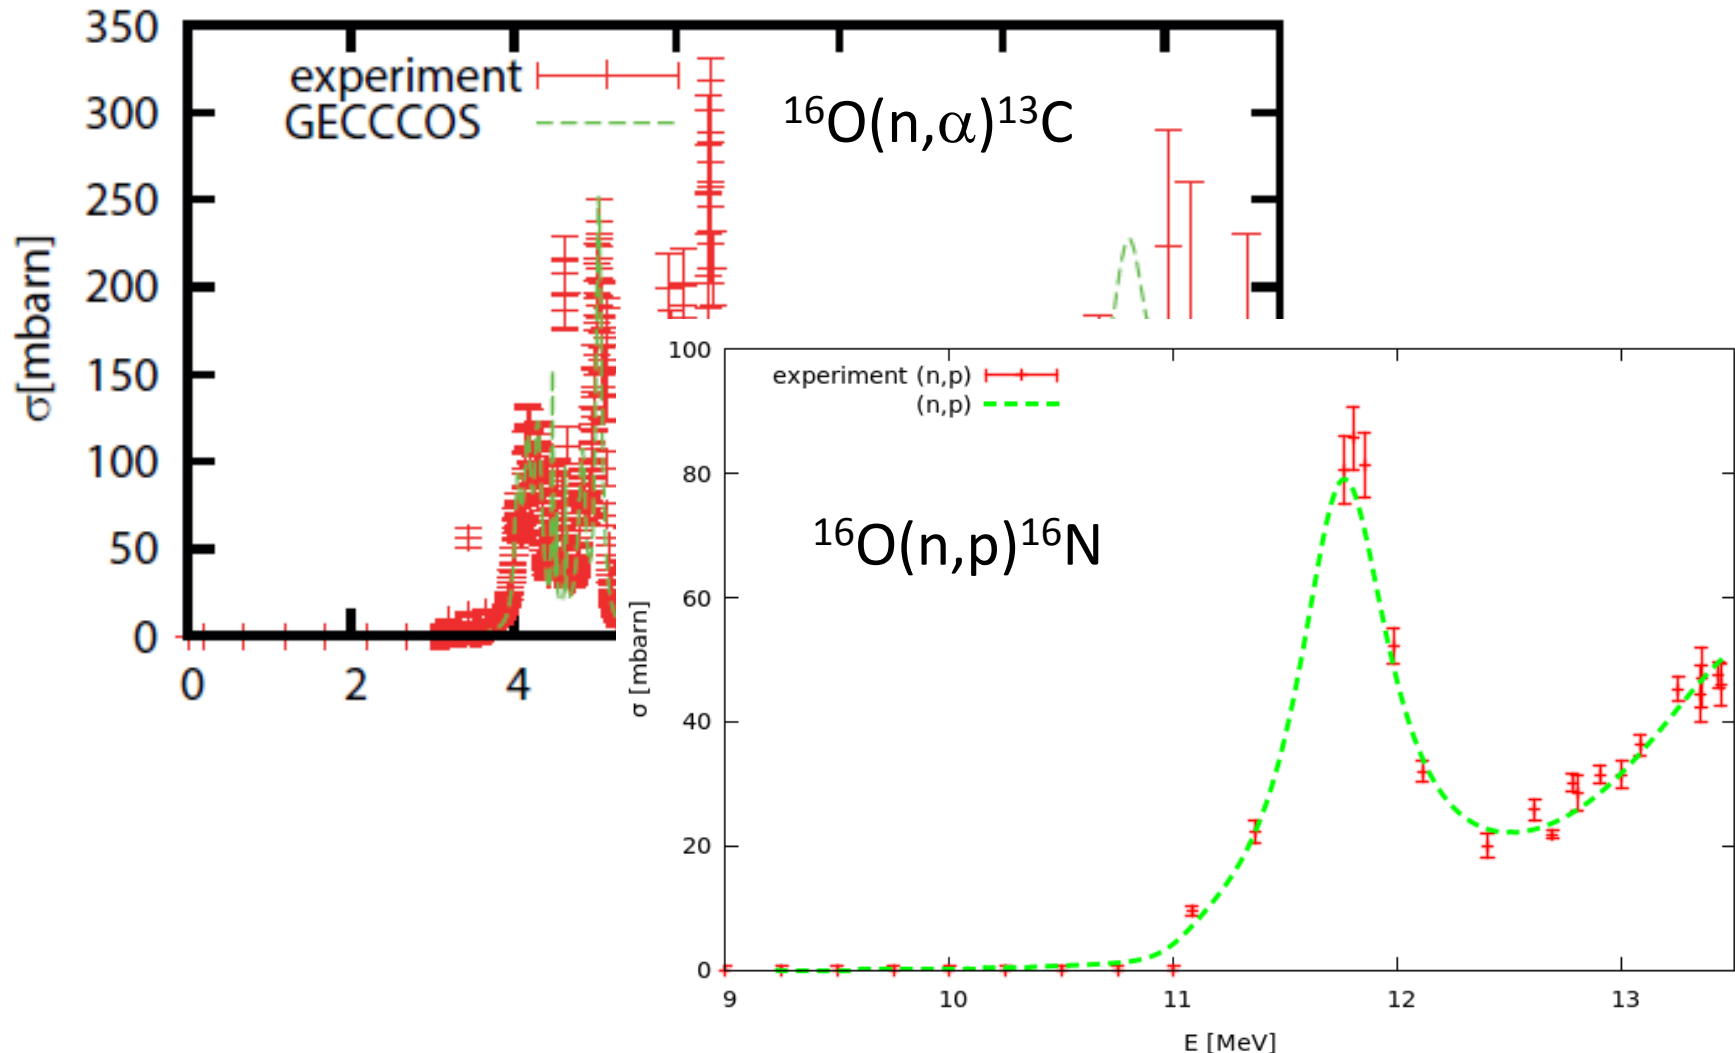 350
300
250
200
150
100
50
0
σ[mbarn]
0 2 4
experiment
GECCCOS
¹⁶O(n,α)¹³C
100
80
60
40
20
0
σ [mbarn]
experiment (n,p)
(n,p)
¹⁶O(n,p)¹⁶N
9 10 11 12 13
E [MeV]